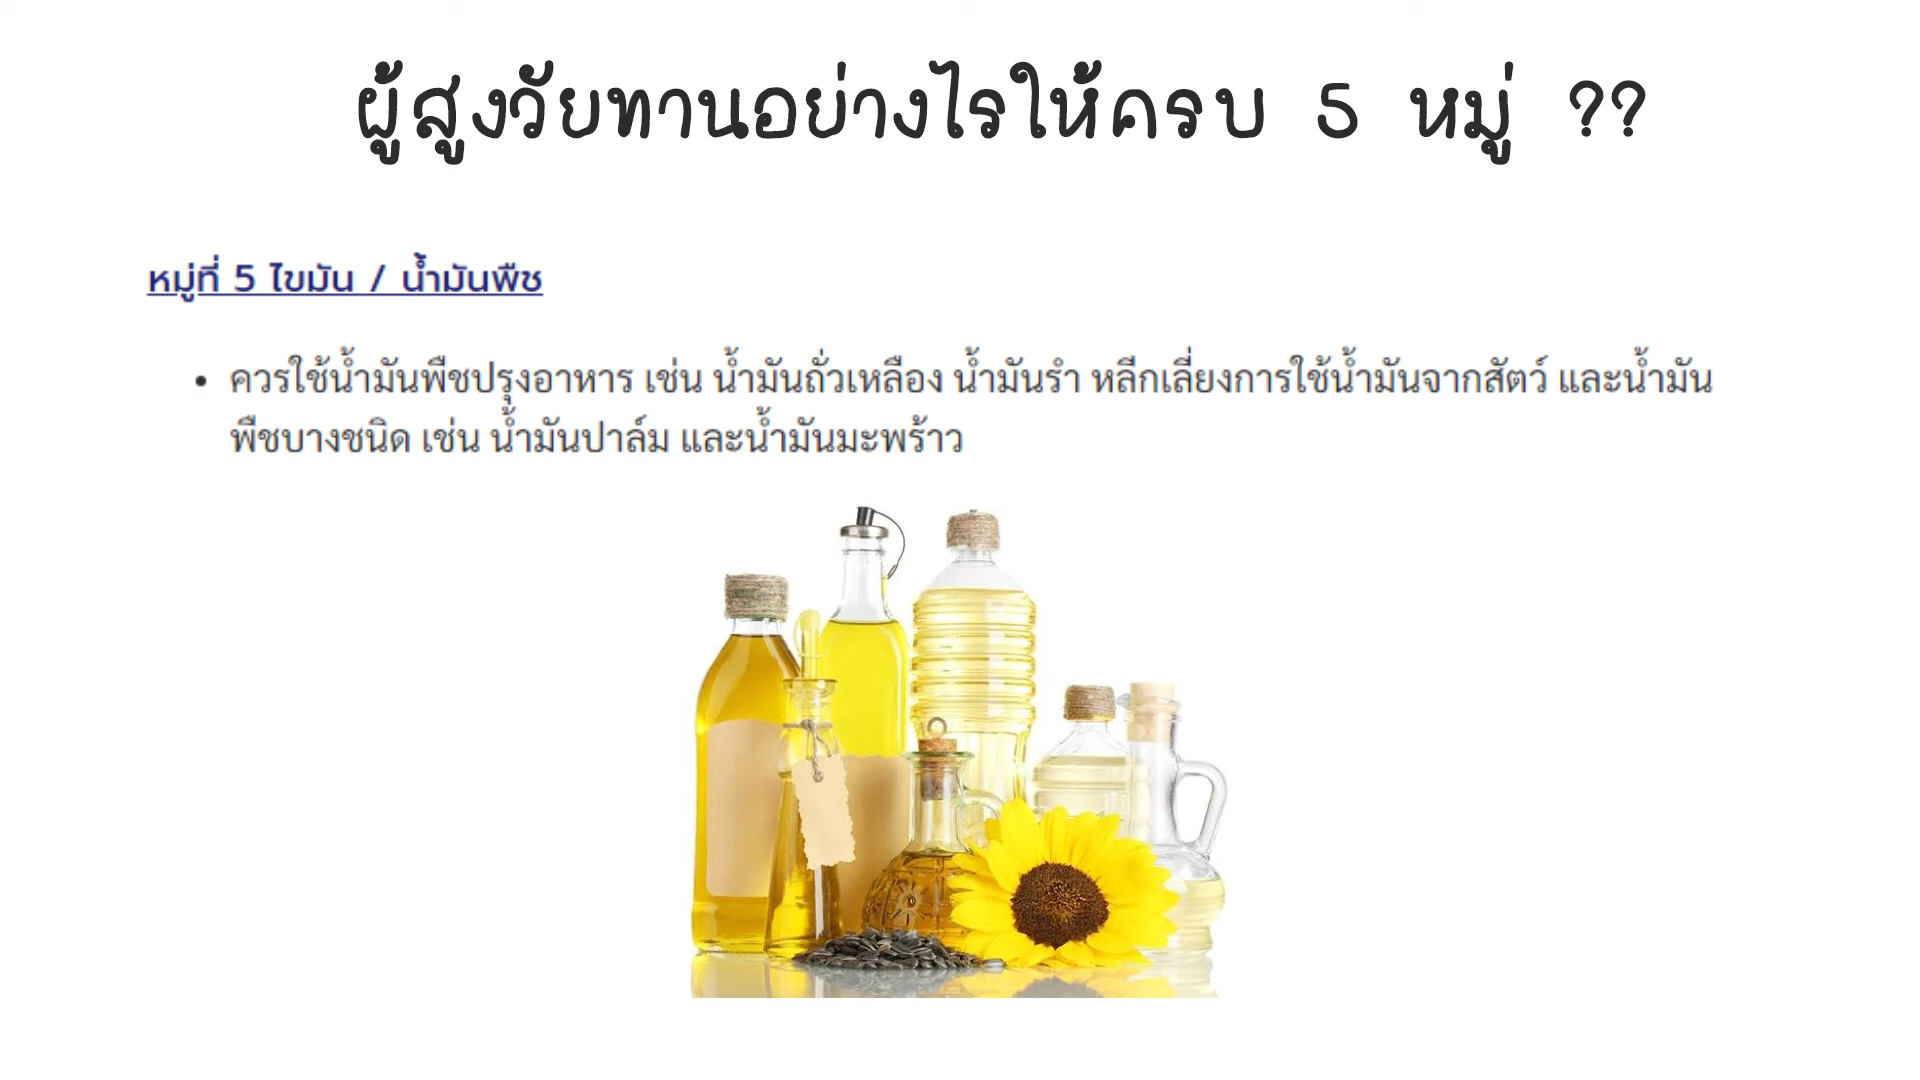 ผู้สูงวัยทานอย่างไรให้ครบ 5 หมู่ ??
หมู่ที่ 5 ไขมัน / น้ำมันพืช
• ควรใช้น้ำมันพืชปรุงอาหาร เช่น น้ำมันถั่วเหลือง น้ำมันรำ หลีกเลี่ยงการใช้น้ำมันจากสัตว์ และน้ำมัน
พืชบางชนิด เช่น น้ำมันปาล์ม และน้ำมันมะพร้าว